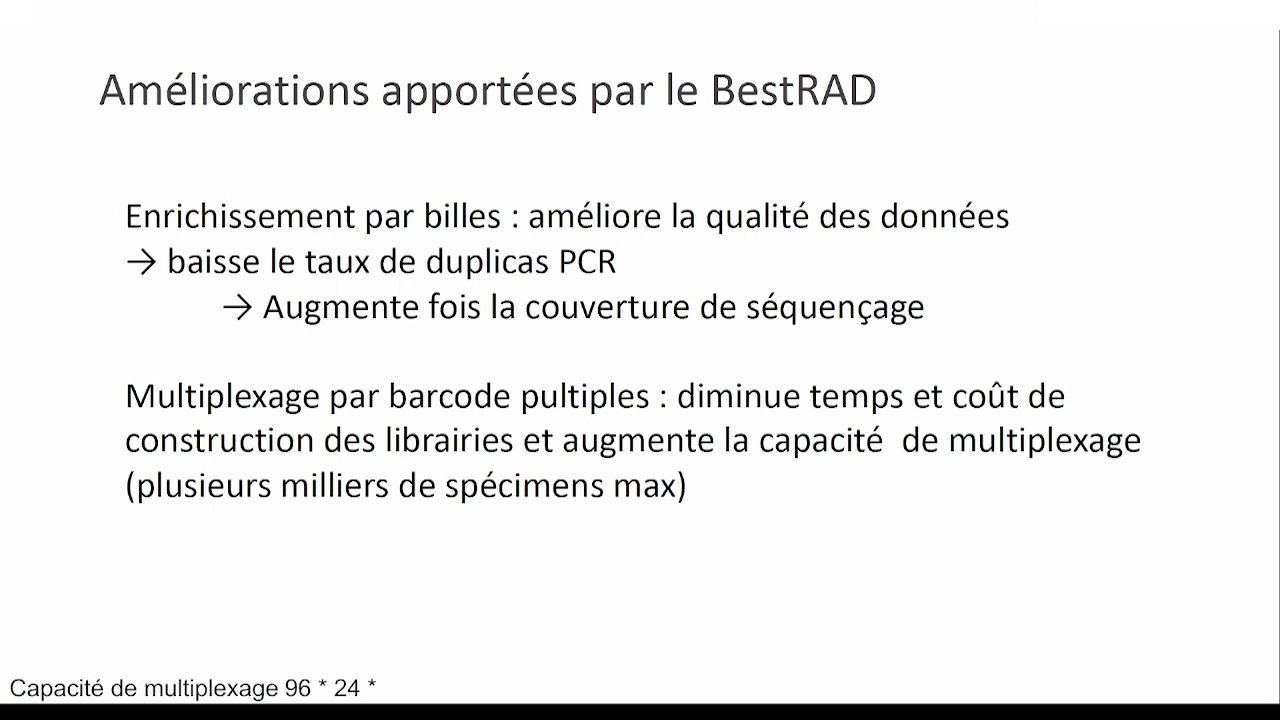 Améliorations apportées par le BestRAD
Enrichissement par billes : améliore la qualité des données
→ baisse le taux de duplicas PCR
→ Augmente fois la couverture de séquençage
Multiplexage par barcode pultiples : diminue temps et coût de
construction des librairies et augmente la capacité  de multiplexage
(plusieurs milliers de spécimens max)
Capacité de multiplexage 96 * 24 *